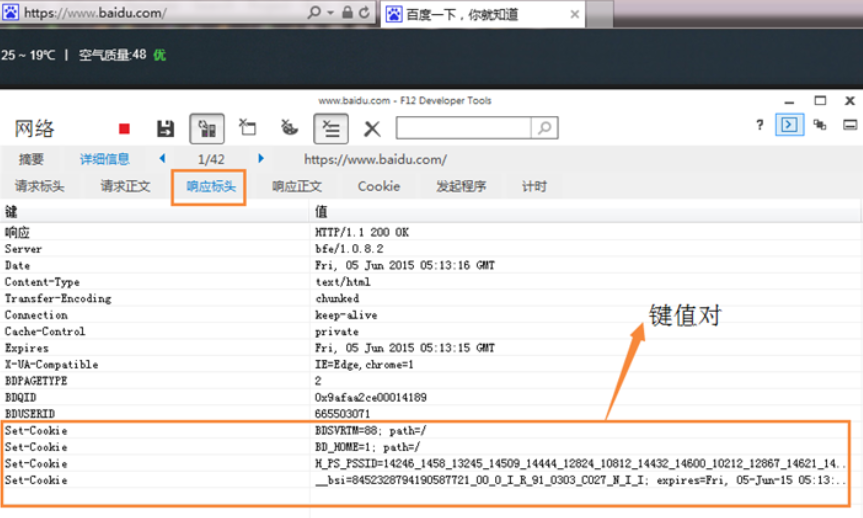 https://www.baidu.com/
百度一下，你就知道
25 ~ 19℃ | 空气质量:48 优
www.baidu.com - F12 Developer Tools
网络
?
摘要 详细信息 1/42 https://www.baidu.com/
请求标头 请求正文 响应标头 响应正文 Cookie 发起程序 计时
键 值
响应 HTTP/1.1 200 OK
Server bfe/1.0.8.2
Date Fri, 05 Jun 2015 05:13:16 GMT
Content-Type text/html
Transfer-Encoding chunked
Connection keep-alive
Cache-Control private
Expires Fri, 05 Jun 2015 05:13:15 GMT
X-UA-Compatible IE=Edge,chrome=1
BDPAGETYPE 2
BDQID 0x9afaa2ce00014189
BDUSERID 665503071
键值对
Set-Cookie BDSVRTM=88; path=/
Set-Cookie BD_HOME=1; path=/
Set-Cookie H_PS_PSSID=14246_1458_13245_14509_14444_12824_10812_14432_14600_10212_12867_14621_14..
Set-Cookie __bsi=8452328794190587721_00_0_I_R_91_0303_C027_N_I_I; expires=Fri, 05-Jun-15 05:13:..